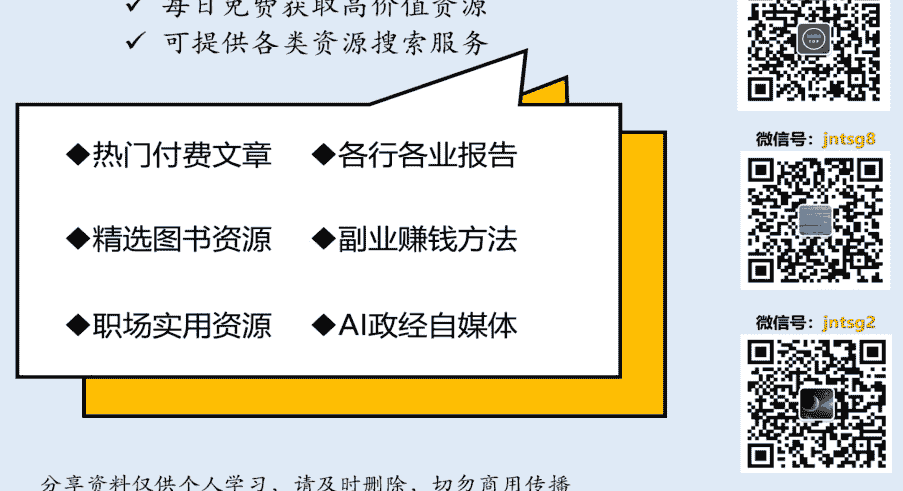 ✓ 每日免费获取高价值资源
✓ 可提供各类资源搜索服务
◆热门付费文章 ◆各行各业报告
◆精选图书资源 ◆副业赚钱方法
◆职场实用资源 ◆AI政经自媒体
微信号：jntsg8
微信号：jntsg2
分享资料仅供个人学习，请及时删除，切勿商用传播